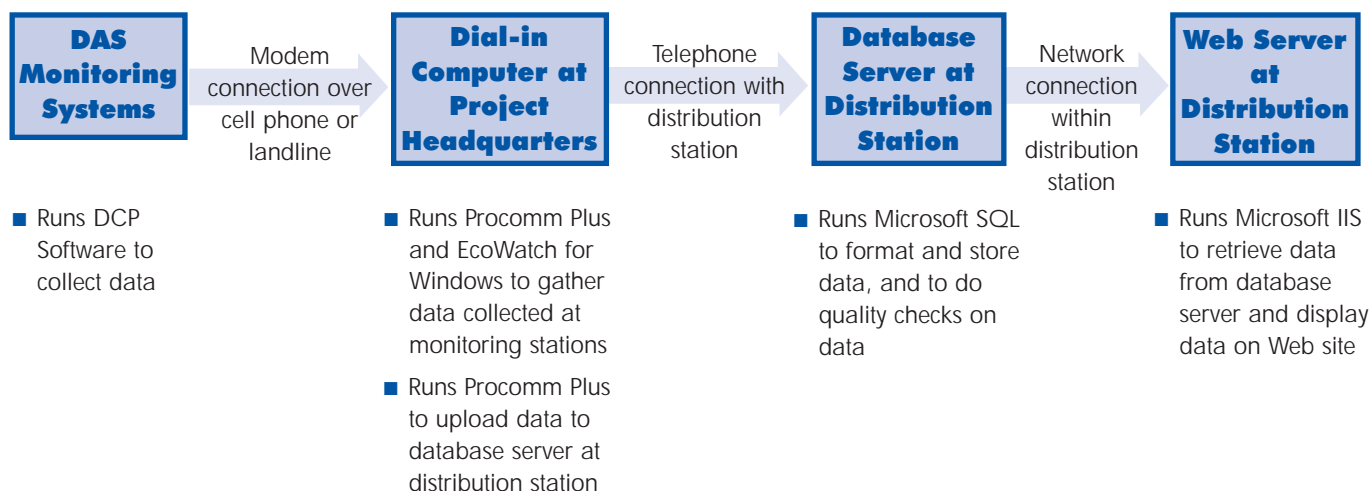 DAS
Monitoring
Systems
Modem
connection over
cell phone or
landline
Dial-in
Computer at
Project
Headquarters
Telephone
connection with
distribution
station
Database
Server at
Distribution
Station
Network
connection
within
distribution
station
Web Server
at
Distribution
Station
■ Runs DCP
Software to
collect data
■ Runs Procomm Plus
and EcoWatch for
Windows to gather
data collected at
monitoring stations
■ Runs Procomm Plus
to upload data to
database server at
distribution station
■ Runs Microsoft SQL
to format and store
data, and to do
quality checks on
data
■ Runs Microsoft IIS
to retrieve data
from database
server and display
data on Web site